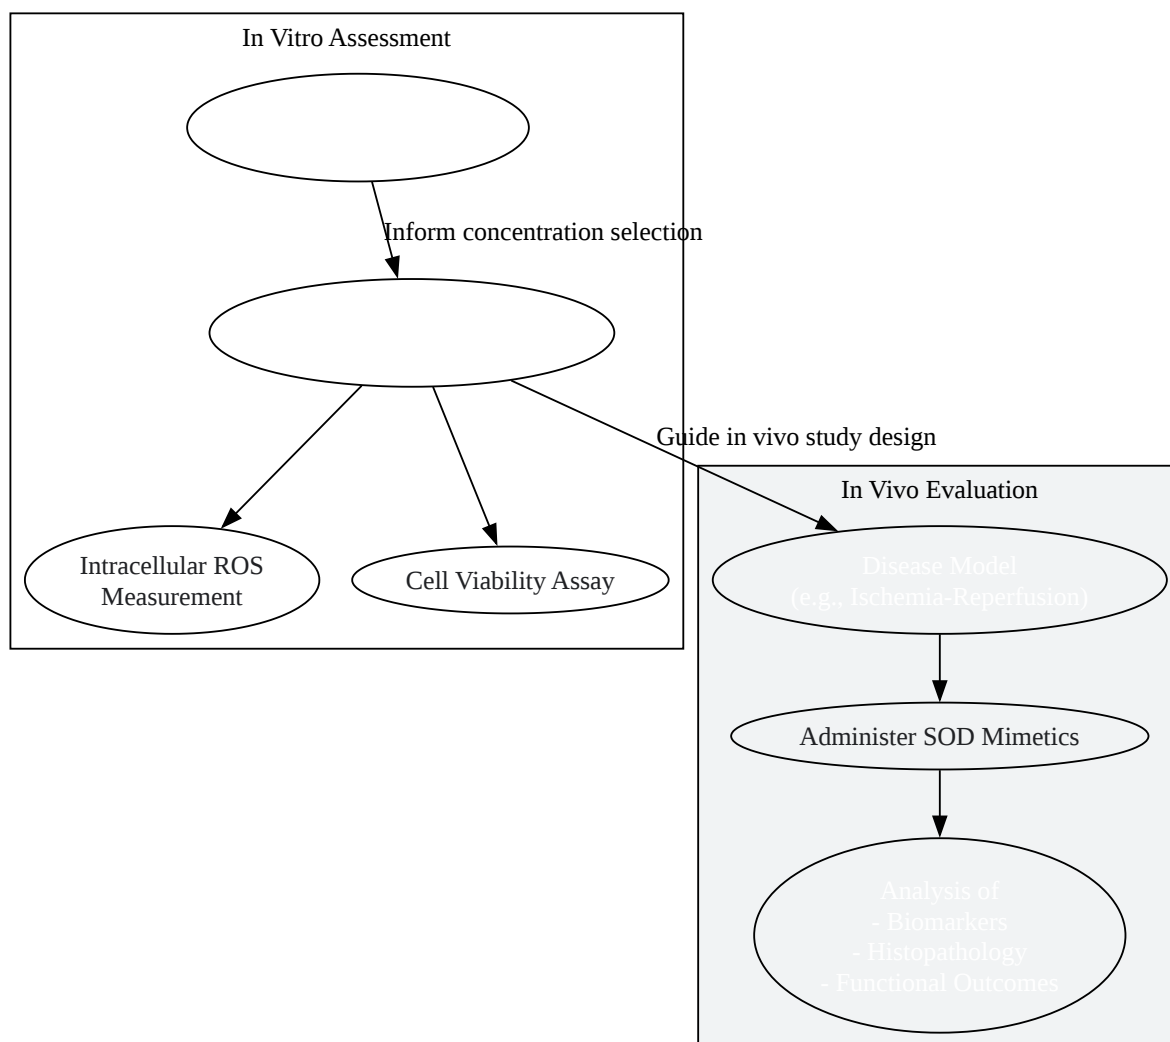 In Vitro Assessment
Inform concentration selection
Guide in vivo study design
Intracellular ROS
Measurement
Cell Viability Assay
In Vivo Evaluation
Disease Model
(e.g., Ischemia-Reperfusion)
Administer SOD Mimetics
Analysis of
- Biomarkers
- Histopathology
- Functional Outcomes